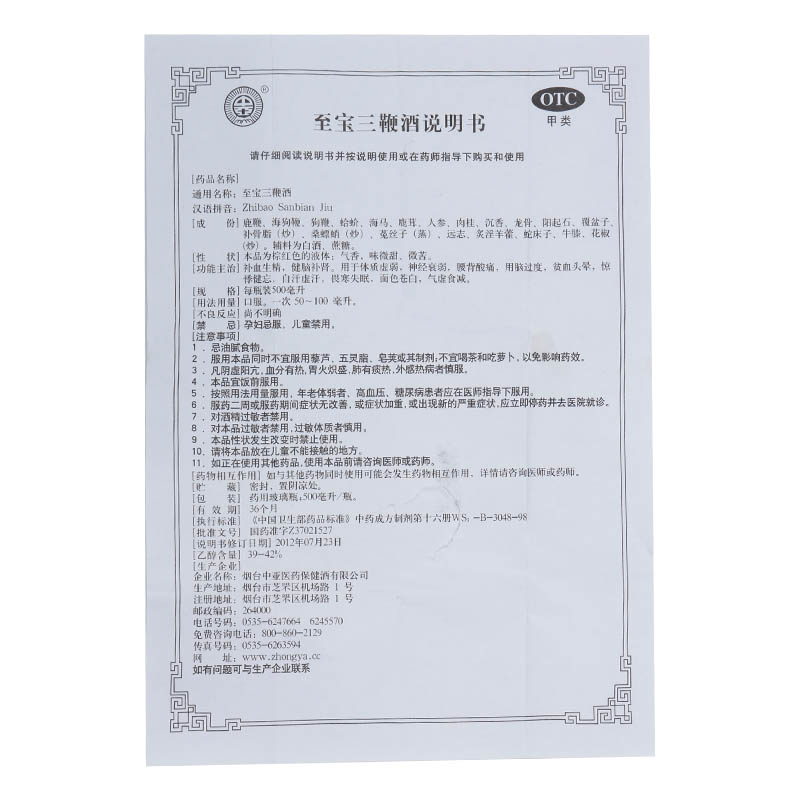 ®
OTC
甲类
至宝三鞭酒说明书
请仔细阅读说明书并按说明使用或在药师指导下购买和使用
[药品名称]
通用名称：至宝三鞭酒
汉语拼音：Zhibao Sanbian Jiu
[成 份] 鹿鞭、海狗鞭、狗鞭、蛤蚧、海马、鹿茸、人参、肉桂、沉香、龙骨、阳起石、覆盆子、
补骨脂（炒）、桑螵蛸（炒）、菟丝子（蒸）、远志、炙淫羊藿、蛇床子、牛膝、花椒
（炒）。辅料为白酒、蔗糖。
[性 状] 本品为棕红色的液体；气香，味微甜、微苦。
[功能主治] 补血生精，健脑补肾。用于体质虚弱，神经衰弱，腰背酸痛，用脑过度，贫血头晕，惊
悸健忘，自汗虚汗，畏寒失眠，面色苍白，气虚食减。
[规 格] 每瓶装500毫升
[用法用量] 口服。一次 50～100 毫升。
[不良反应] 尚不明确
[禁 忌] 孕妇忌服，儿童禁用。
[注意事项]
1．忌油腻食物。
2．服用本品同时不宜服用藜芦、五灵脂、皂荚或其制剂；不宜喝茶和吃萝卜，以免影响药效。
3．凡阴虚阳亢，血分有热，胃火炽盛，肺有痰热，外感热病者慎服。
4．本品宜饭前服用。
5．按照用法用量服用，年老体弱者、高血压、糖尿病患者应在医师指导下服用。
6．服药二周或服药期间症状无改善，或症状加重，或出现新的严重症状，应立即停药并去医院就诊。
7．对酒精过敏者禁用。
8．对本品过敏者禁用，过敏体质者慎用。
9．本品性状发生改变时禁止使用。
10．请将本品放在儿童不能接触的地方。
11．如正在使用其他药品，使用本品前请咨询医师或药师。
[药物相互作用] 如与其他药物同时使用可能会发生药物相互作用，详情请咨询医师或药师。
[贮 藏] 密封，置阴凉处。
[包 装] 药用玻璃瓶；500毫升/瓶。
[有 效 期] 36个月
[执行标准] 《中国卫生部药品标准》中药成方制剂第十六册WS₃-B-3048-98
[批准文号] 国药准字Z37021527
[说明书修订日期] 2012年07月23日
[乙醇含量] 39-42%
[生产企业]
企业名称：烟台中亚医药保健酒有限公司
生产地址：烟台市芝罘区机场路 1 号
注册地址：烟台市芝罘区机场路 1 号
邮政编码：264000
电话号码：0535-6247664 6245570
免费咨询电话：800-860-2129
传真号码：0535-6263594
网 址：www.zhongya.cc
如有问题可与生产企业联系